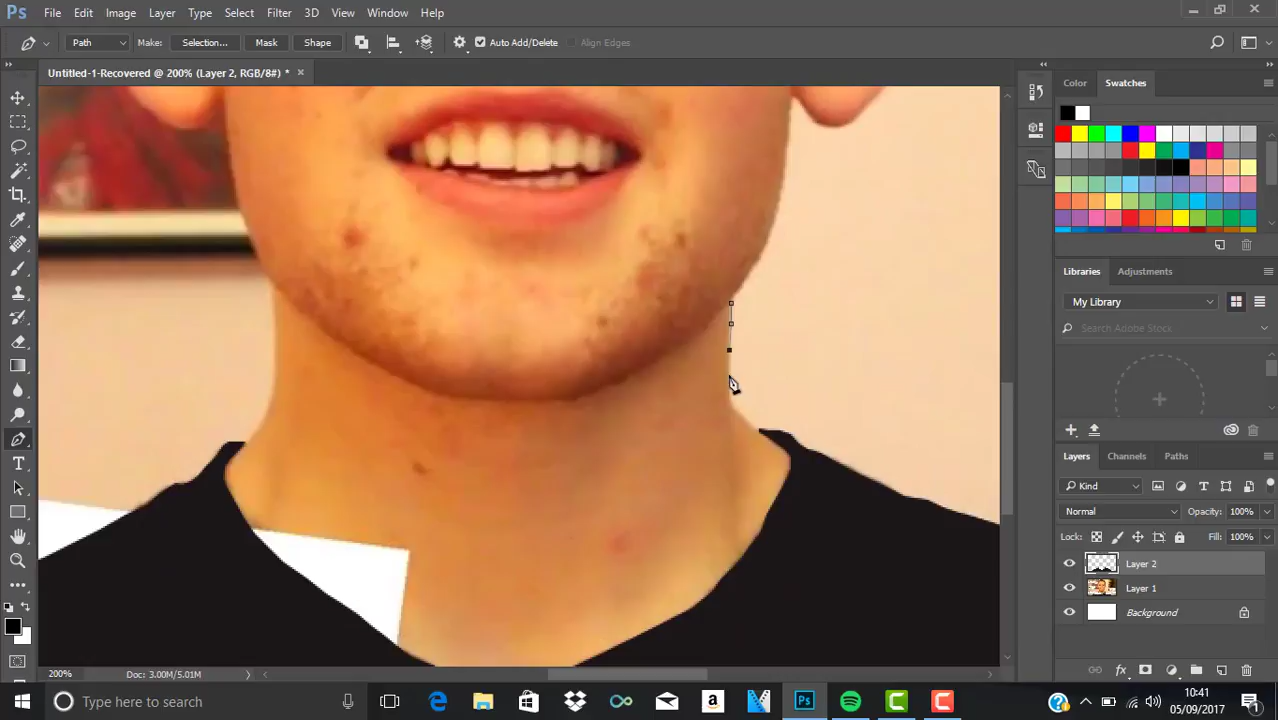 Ps File Edit Image Layer Type Select Filter 3D View Window Help
Path Make: Selection... Mask Shape Auto Add/Delete Align Edges
Untitled-1-Recovered @ 200% (Layer 2, RGB/8#) *
Color Swatches
Libraries Adjustments
My Library
Search Adobe Stock
Layers Channels Paths
Kind
Normal Opacity: 100%
Lock: Fill: 100%
Layer 2
Layer 1
Background
200% Doc: 3.00M/5.01M
Type here to search
10:41
05/09/2017